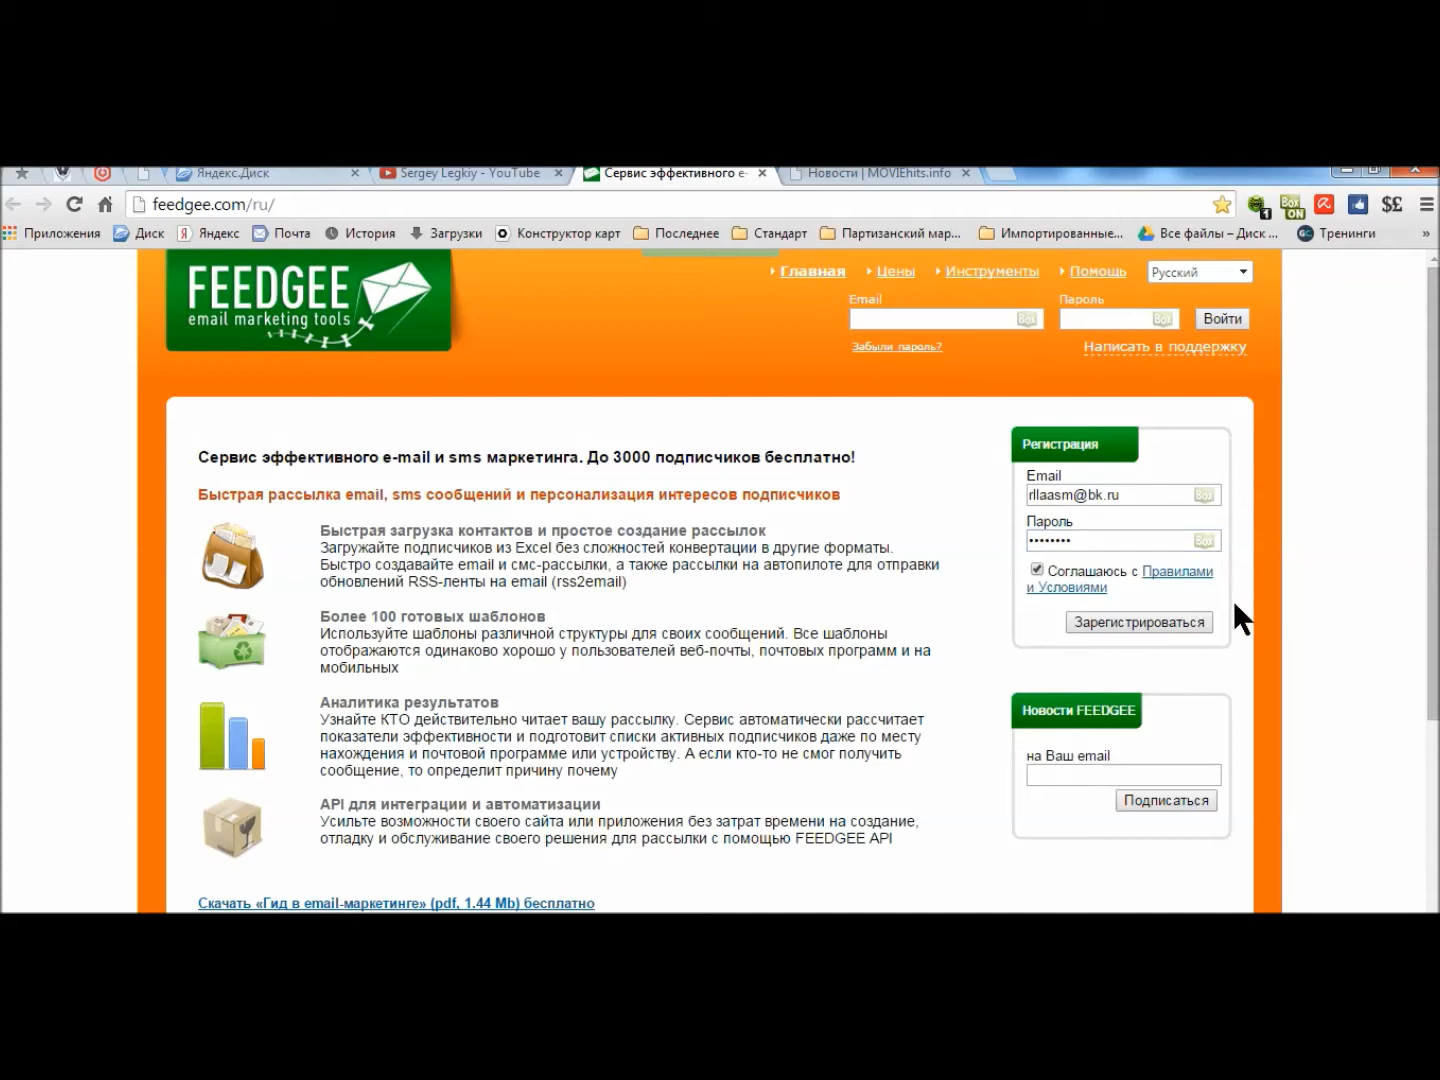 Яндекс.Диск
Sergey Legkiy - YouTube
Сервис эффективного e-
Новости | MOVIEhits.info
feedgee.com/ru/
Box ON
1
$£
Приложения
Диск
Яндекс
Почта
История
Загрузки
Конструктор карт
Последнее
Стандарт
Партизанский мар...
Импортированные...
Все файлы – Диск ...
Тренинги
»
FEEDGEE
email marketing tools
Главная
Цены
Инструменты
Помощь
Русский
Email
Пароль
Box
Box
Войти
Забыли пароль?
Написать в поддержку
Сервис эффективного e-mail и sms маркетинга. До 3000 подписчиков бесплатно!
Быстрая рассылка email, sms сообщений и персонализация интересов подписчиков
Быстрая загрузка контактов и простое создание рассылок
Загружайте подписчиков из Excel без сложностей конвертации в другие форматы.
Быстро создавайте email и смс-рассылки, а также рассылки на автопилоте для отправки
обновлений RSS-ленты на email (rss2email)
Более 100 готовых шаблонов
Используйте шаблоны различной структуры для своих сообщений. Все шаблоны
отображаются одинаково хорошо у пользователей веб-почты, почтовых программ и на
мобильных
Аналитика результатов
Узнайте КТО действительно читает вашу рассылку. Сервис автоматически рассчитает
показатели эффективности и подготовит списки активных подписчиков даже по месту
нахождения и почтовой программе или устройству. А если кто-то не смог получить
сообщение, то определит причину почему
API для интеграции и автоматизации
Усильте возможности своего сайта или приложения без затрат времени на создание,
отладку и обслуживание своего решения для рассылки с помощью FEEDGEE API
Скачать «Гид в email-маркетинге» (pdf, 1.44 Mb) бесплатно
Регистрация
Email
rllaasm@bk.ru
Box
Пароль
••••••••
Box
Соглашаюсь с Правилами
и Условиями
Зарегистрироваться
Новости FEEDGEE
на Ваш email
Подписаться